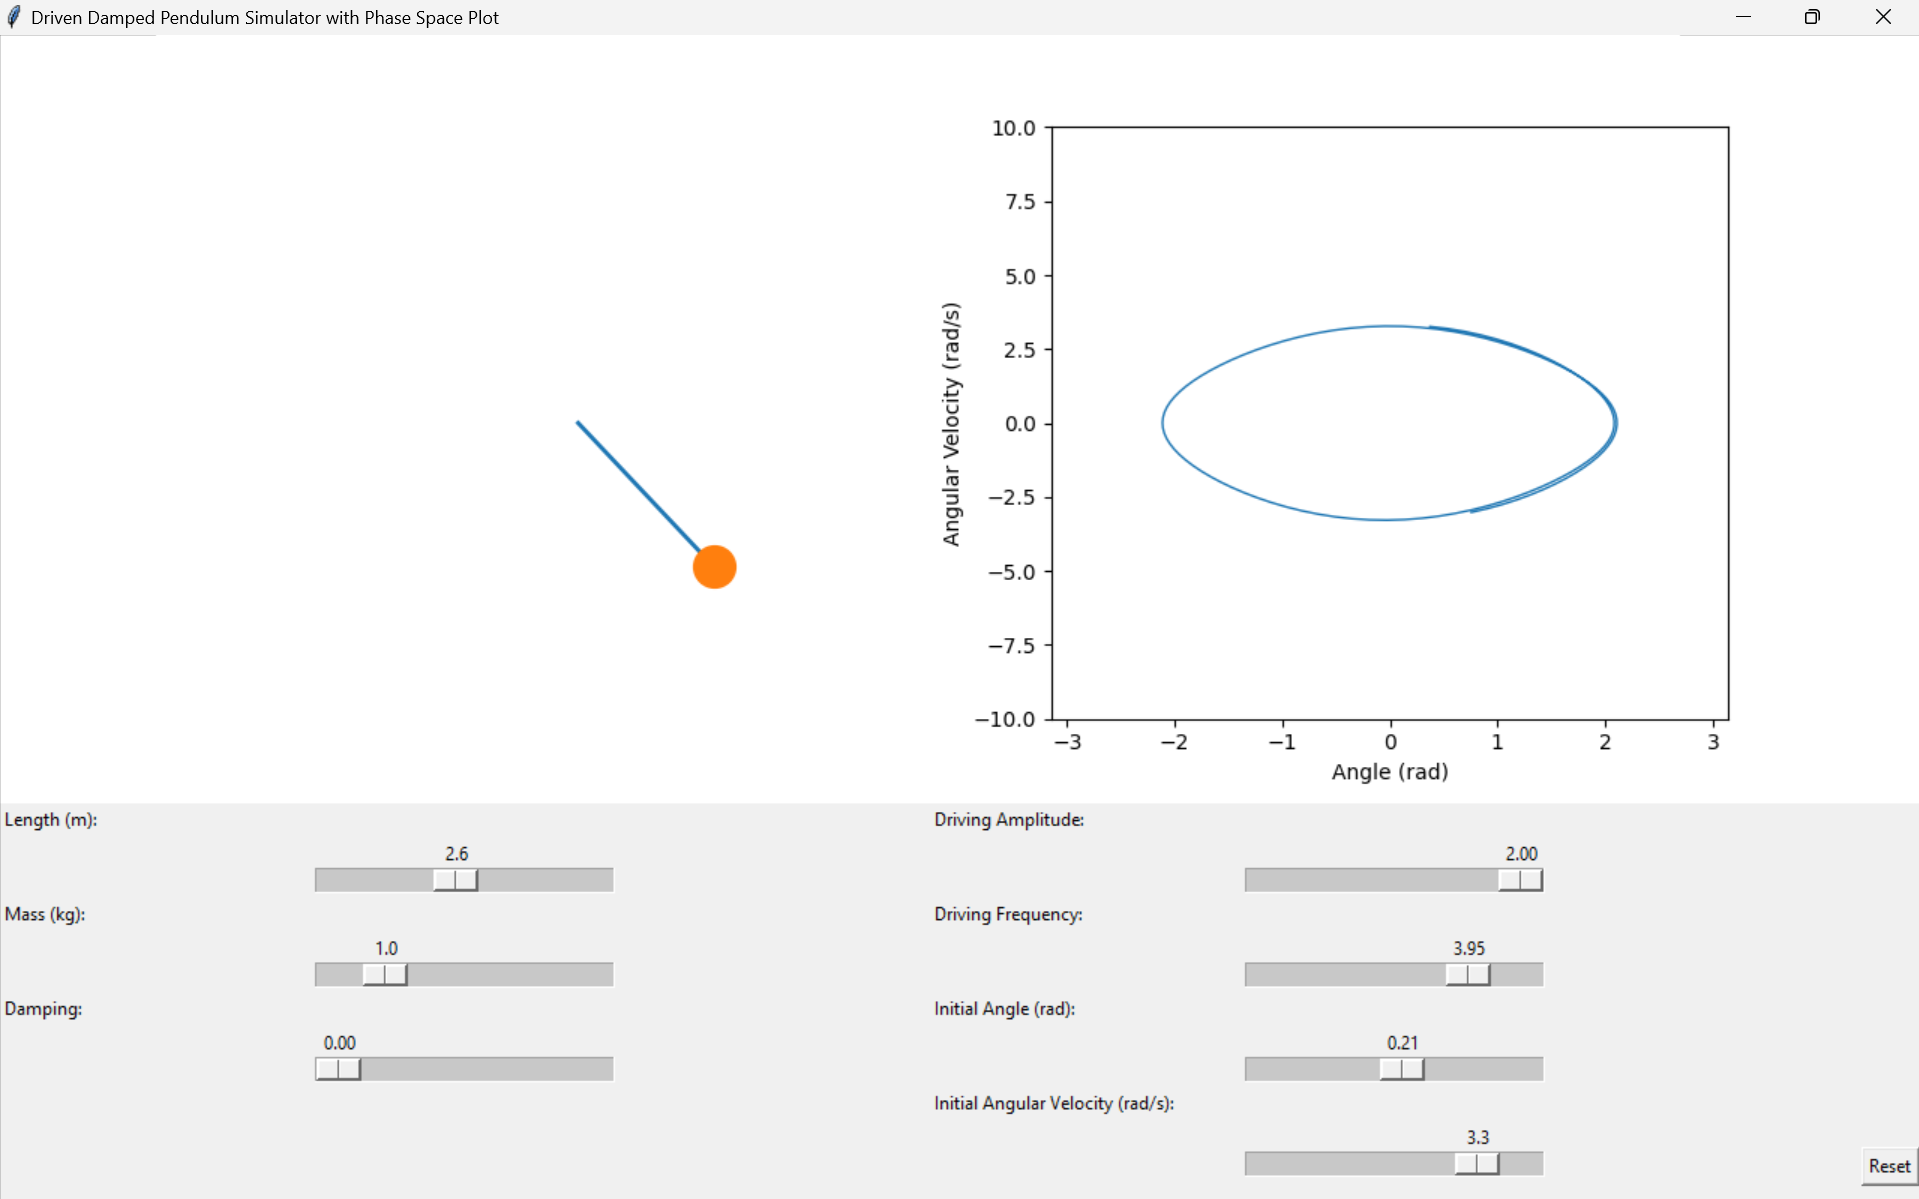 Driven Damped Pendulum Simulator with Phase Space Plot
10.0
7.5
5.0
2.5
0.0
−2.5
−5.0
−7.5
−10.0
Angular Velocity (rad/s)
−3 −2 −1 0 1 2 3
Angle (rad)
Length (m):
2.6
Mass (kg):
1.0
Damping:
0.00
Driving Amplitude:
2.00
Driving Frequency:
3.95
Initial Angle (rad):
0.21
Initial Angular Velocity (rad/s):
3.3
Reset